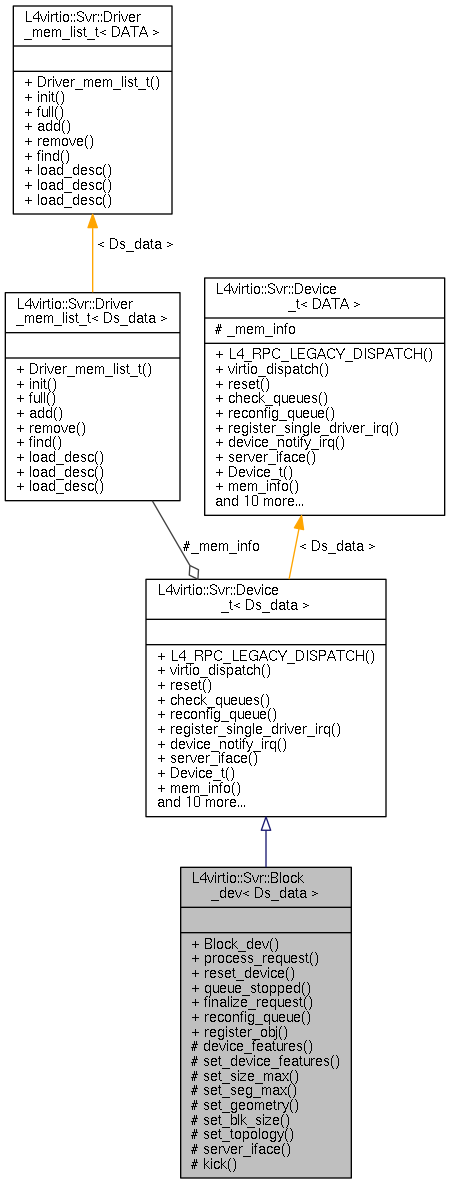 L4virtio::Svr::Driver
_mem_list_t< DATA >
+ Driver_mem_list_t()
+ init()
+ full()
+ add()
+ remove()
+ find()
+ load_desc()
+ load_desc()
+ load_desc()
< Ds_data >
L4virtio::Svr::Driver
_mem_list_t< Ds_data >
+ Driver_mem_list_t()
+ init()
+ full()
+ add()
+ remove()
+ find()
+ load_desc()
+ load_desc()
+ load_desc()
L4virtio::Svr::Device
_t< DATA >
# _mem_info
+ L4_RPC_LEGACY_DISPATCH()
+ virtio_dispatch()
+ reset()
+ check_queues()
+ reconfig_queue()
+ register_single_driver_irq()
+ device_notify_irq()
+ server_iface()
+ Device_t()
+ mem_info()
and 10 more...
#_mem_info
< Ds_data >
L4virtio::Svr::Device
_t< Ds_data >
+ L4_RPC_LEGACY_DISPATCH()
+ virtio_dispatch()
+ reset()
+ check_queues()
+ reconfig_queue()
+ register_single_driver_irq()
+ device_notify_irq()
+ server_iface()
+ Device_t()
+ mem_info()
and 10 more...
L4virtio::Svr::Block
_dev< Ds_data >
+ Block_dev()
+ process_request()
+ reset_device()
+ queue_stopped()
+ finalize_request()
+ reconfig_queue()
+ register_obj()
# device_features()
# set_device_features()
# set_size_max()
# set_seg_max()
# set_geometry()
# set_blk_size()
# set_topology()
# server_iface()
# kick()